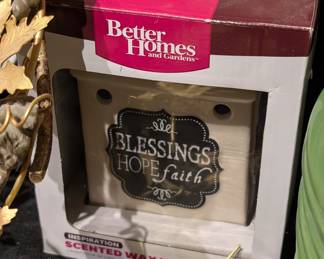 Better
Homes
and Gardens
BLESSINGS
HOPE faith
INSPIRATION
SCENTED WAX